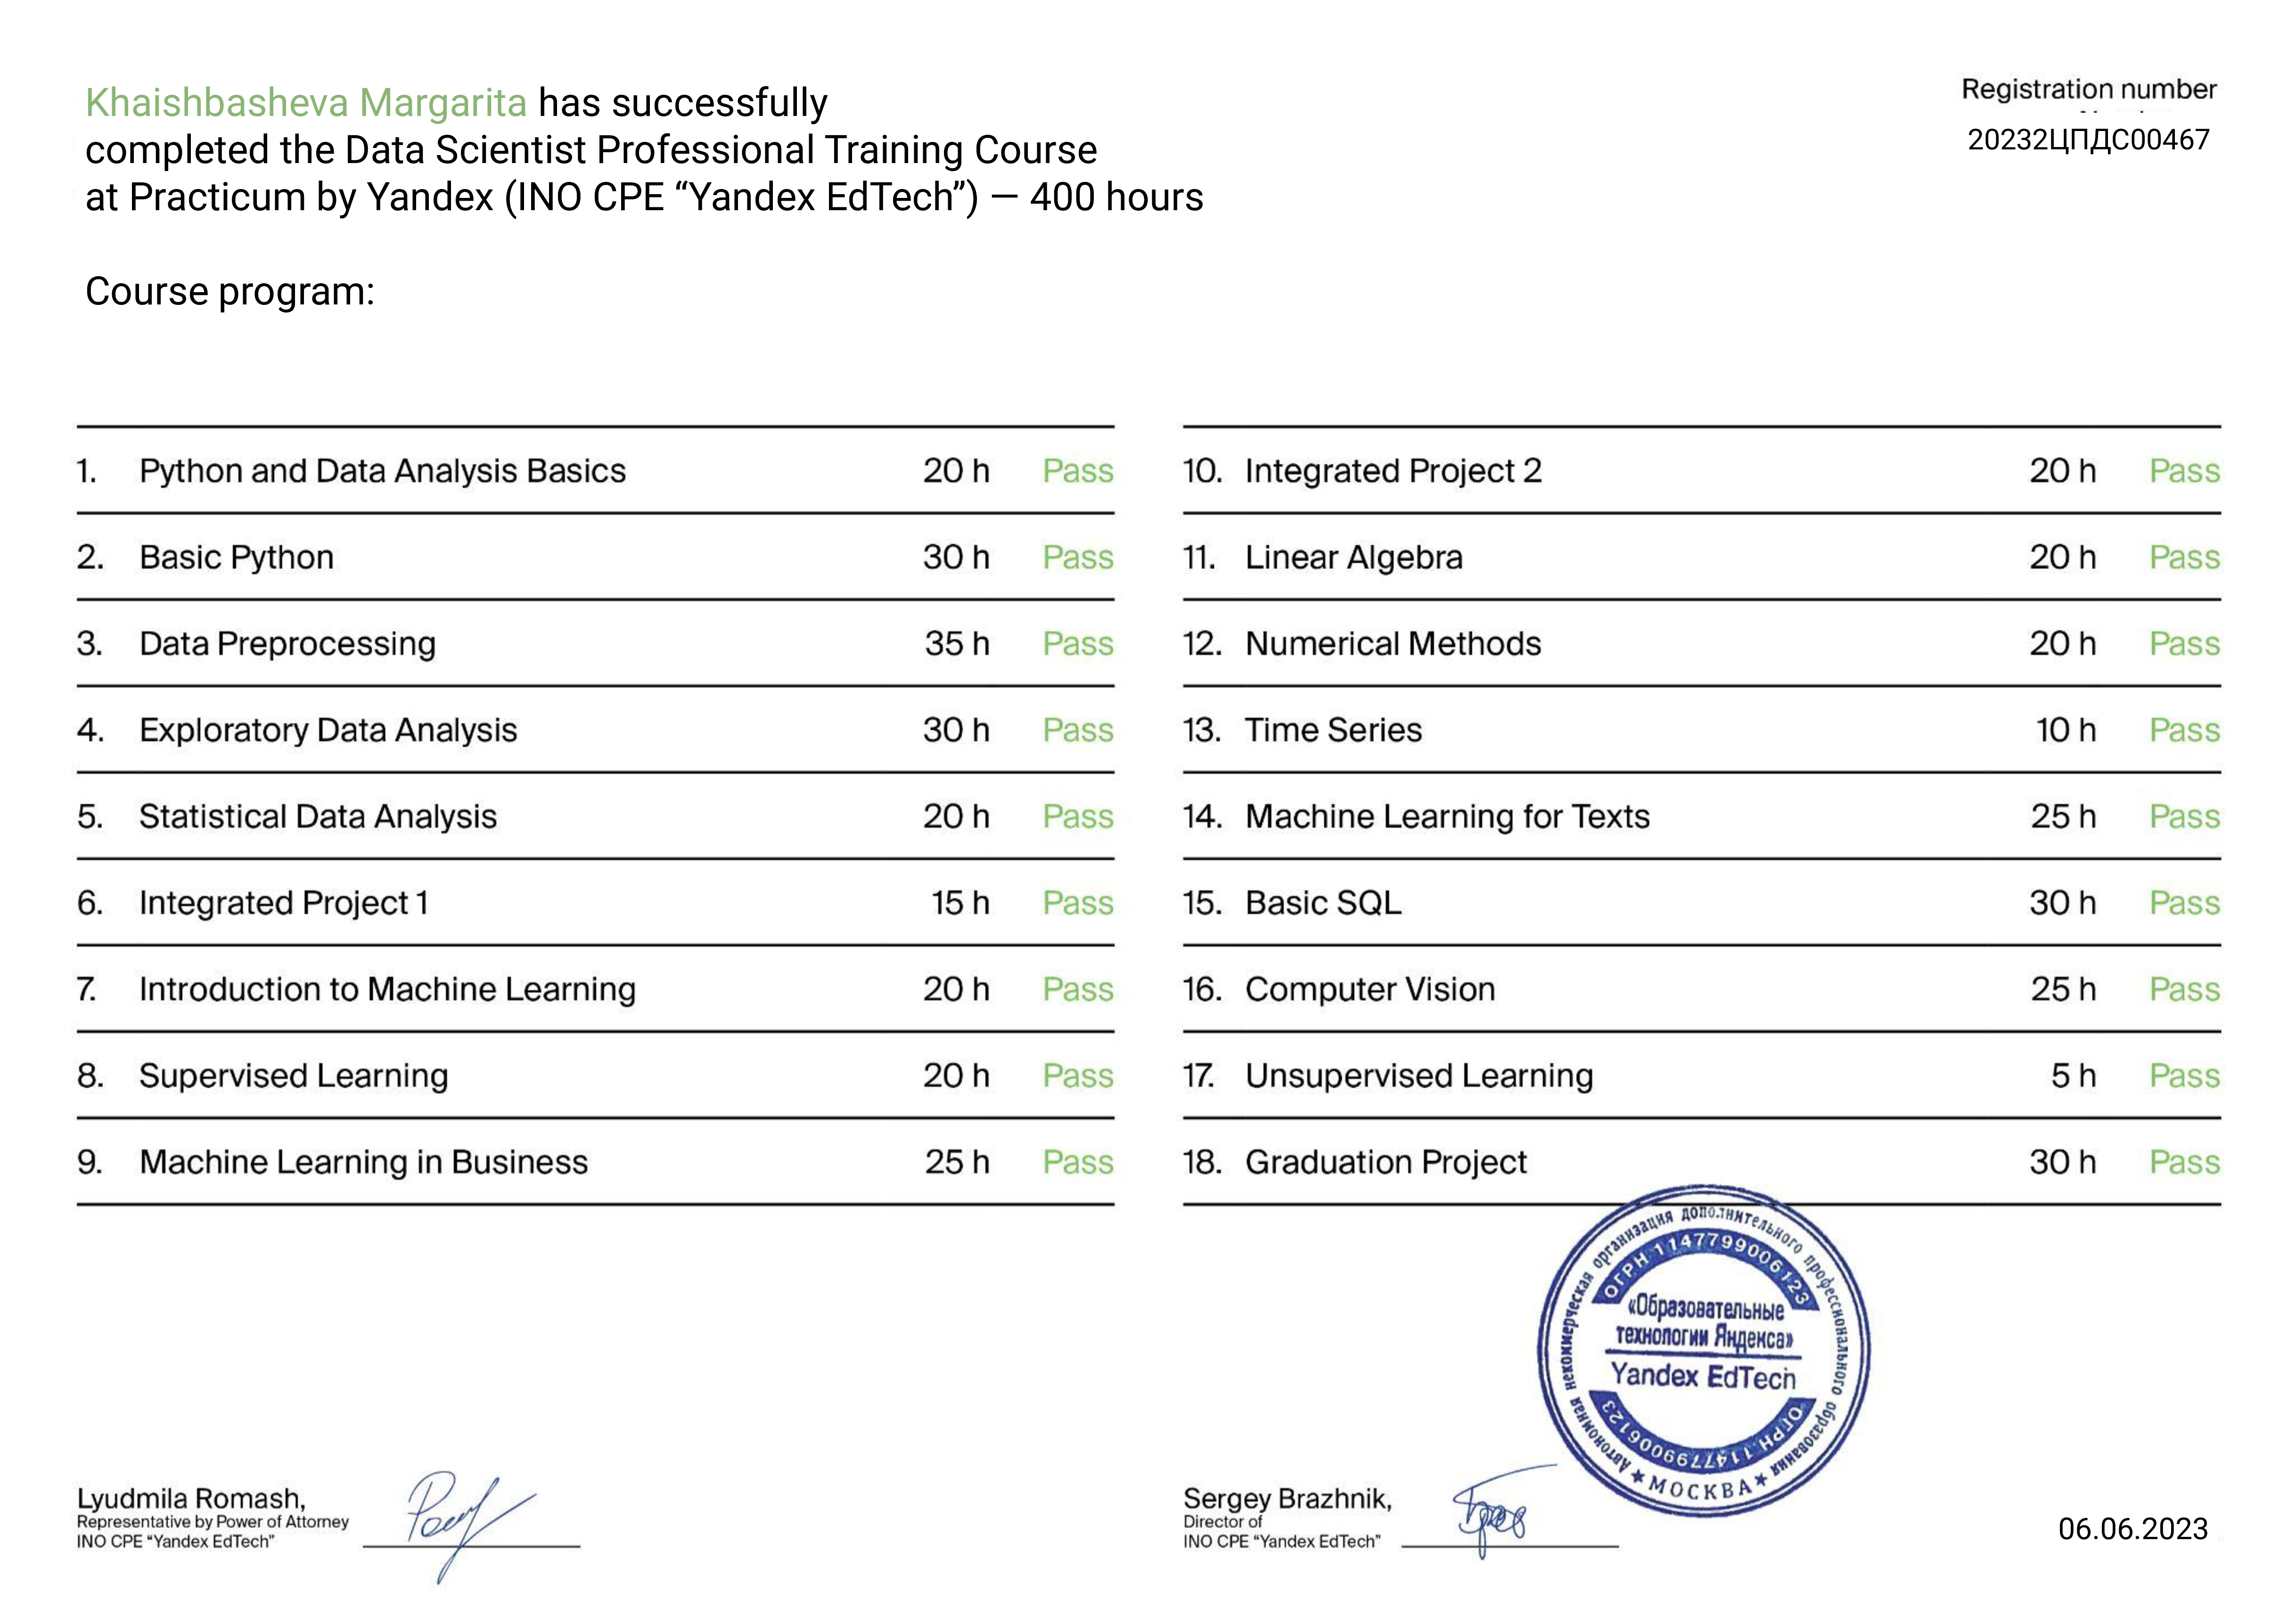 Khaishbasheva Margarita has successfully
completed the Data Scientist Professional Training Course
at Practicum by Yandex (INO CPE “Yandex EdTech”) — 400 hours
Registration number
20232ЦПДС00467
Course program:
1. Python and Data Analysis Basics 20 h Pass
2. Basic Python 30 h Pass
3. Data Preprocessing 35 h Pass
4. Exploratory Data Analysis 30 h Pass
5. Statistical Data Analysis 20 h Pass
6. Integrated Project 1 15 h Pass
7. Introduction to Machine Learning 20 h Pass
8. Supervised Learning 20 h Pass
9. Machine Learning in Business 25 h Pass
10. Integrated Project 2 20 h Pass
11. Linear Algebra 20 h Pass
12. Numerical Methods 20 h Pass
13. Time Series 10 h Pass
14. Machine Learning for Texts 25 h Pass
15. Basic SQL 30 h Pass
16. Computer Vision 25 h Pass
17. Unsupervised Learning 5 h Pass
18. Graduation Project 30 h Pass
Автономная некоммерческая организация дополнительного профессионального образования
ОГРН 1147799006123
«Образовательные
технологии Яндекса»
Yandex EdTech
ОГРН 1147799006123
★ МОСКВА ★
Lyudmila Romash,
Representative by Power of Attorney
INO CPE “Yandex EdTech”
Sergey Brazhnik,
Director of
INO CPE “Yandex EdTech”
06.06.2023